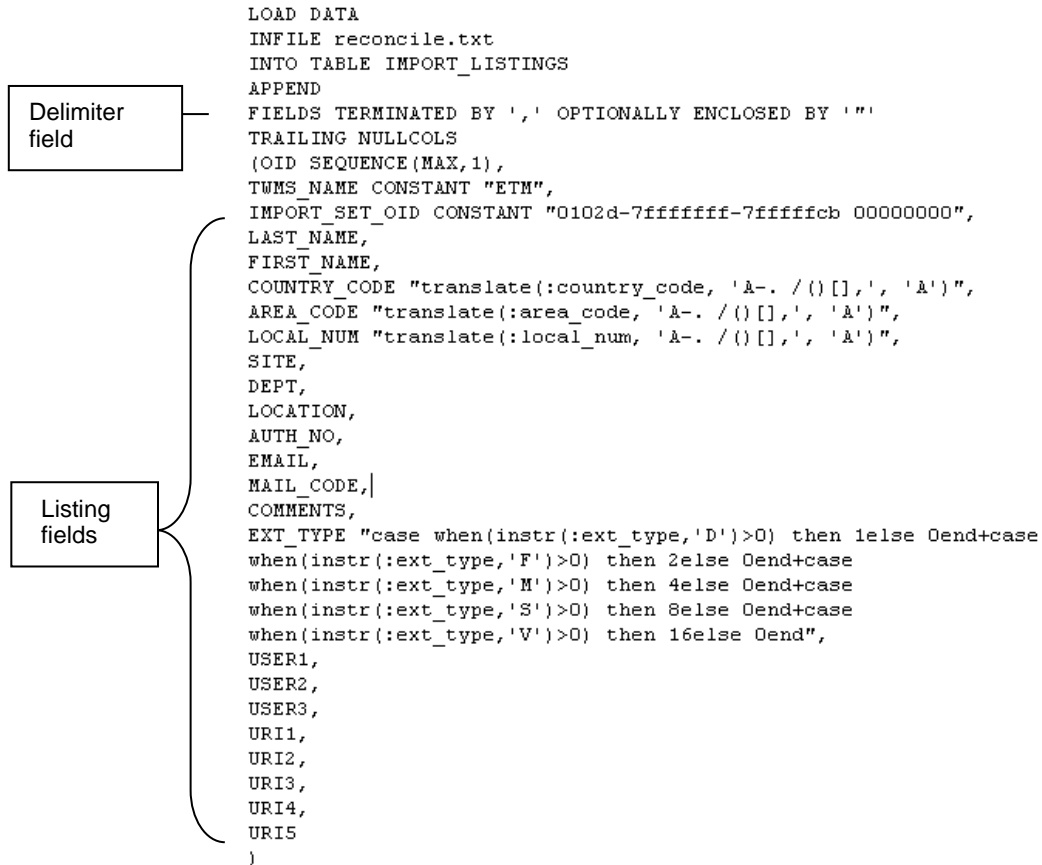 LOAD DATA
INFILE reconcile.txt
INTO TABLE IMPORT_LISTINGS
APPEND
Delimiter
field
FIELDS TERMINATED BY ',' OPTIONALLY ENCLOSED BY '"'
TRAILING NULLCOLS
(OID SEQUENCE(MAX,1),
TWMS_NAME CONSTANT "ETM",
IMPORT_SET_OID CONSTANT "0102d-7fffffff-7fffffcb 00000000",
LAST_NAME,
FIRST_NAME,
COUNTRY_CODE "translate(:country_code, 'A-. /()[],', 'A')",
AREA_CODE "translate(:area_code, 'A-. /()[],', 'A')",
LOCAL_NUM "translate(:local_num, 'A-. /()[],', 'A')",
SITE,
DEPT,
LOCATION,
AUTH_NO,
EMAIL,
MAIL_CODE,
Listing
fields
COMMENTS,
EXT_TYPE "case when(instr(:ext_type,'D')>0) then 1else 0end+case
when(instr(:ext_type,'F')>0) then 2else 0end+case
when(instr(:ext_type,'M')>0) then 4else 0end+case
when(instr(:ext_type,'S')>0) then 8else 0end+case
when(instr(:ext_type,'V')>0) then 16else 0end",
USER1,
USER2,
USER3,
URI1,
URI2,
URI3,
URI4,
URI5
)